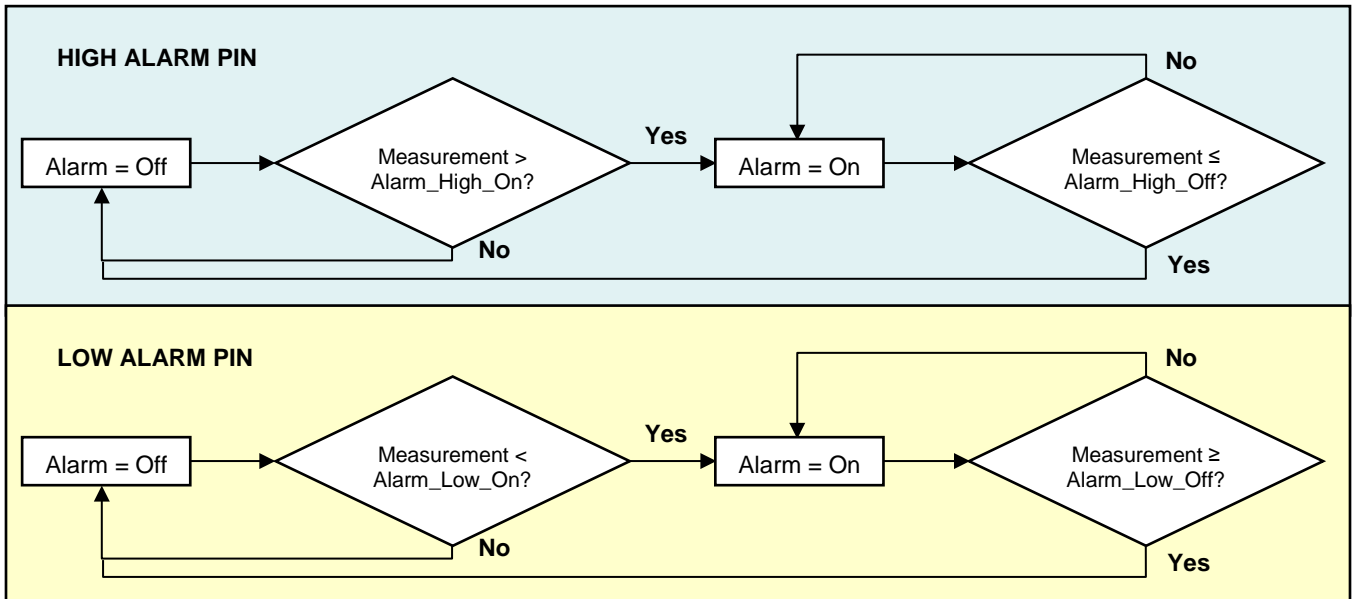 HIGH ALARM PIN
No
Alarm = Off
Measurement >
Alarm_High_On?
Yes
Alarm = On
Measurement ≤
Alarm_High_Off?
No
Yes
LOW ALARM PIN
No
Alarm = Off
Measurement <
Alarm_Low_On?
Yes
Alarm = On
Measurement ≥
Alarm_Low_Off?
No
Yes